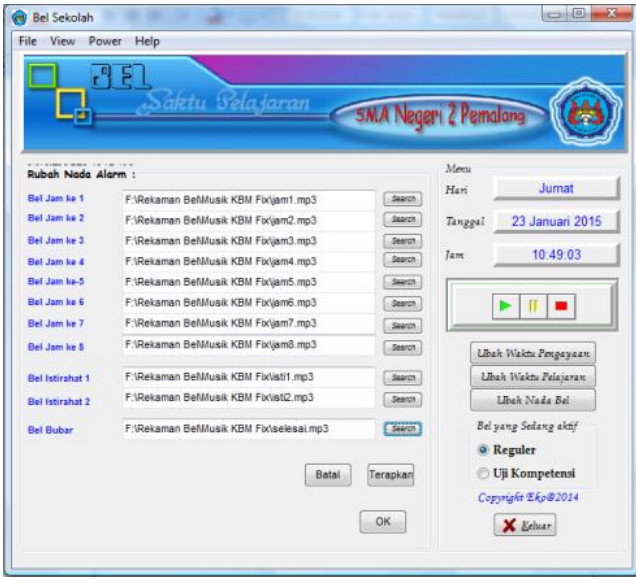 Bel Sekolah
File View Power Help
BEL
Saktu Pelajaran
SMA Negeri 2 Pemalang
Rubah Nada Alarm :
Bel Jam ke 1 F:\Rekaman Bel\Musik KBM Fix\jam1.mp3 Search
Bel Jam ke 2 F:\Rekaman Bel\Musik KBM Fix\jam2.mp3 Search
Bel Jam ke 3 F:\Rekaman Bel\Musik KBM Fix\jam3.mp3 Search
Bel Jam ke 4 F:\Rekaman Bel\Musik KBM Fix\jam4.mp3 Search
Bel Jam ke-5 F:\Rekaman Bel\Musik KBM Fix\jam5.mp3 Search
Bel Jam ke 6 F:\Rekaman Bel\Musik KBM Fix\jam6.mp3 Search
Bel Jam ke 7 F:\Rekaman Bel\Musik KBM Fix\jam7.mp3 Search
Bel Jam ke 8 F:\Rekaman Bel\Musik KBM Fix\jam8.mp3 Search
Bel Istirahat 1 F:\Rekaman Bel\Musik KBM Fix\isti1.mp3 Search
Bel Istirahat 2 F:\Rekaman Bel\Musik KBM Fix\isti2.mp3 Search
Bel Bubar F:\Rekaman Bel\Musik KBM Fix\selesai.mp3 Search
Batal Terapkan
OK
Menu
Hari Jumat
Tanggal 23 Januari 2015
Jam 10:49:03
Ubah Waktu Pengayaan
Ubah Waktu Pelajaran
Ubah Nada Bel
Bel yang Sedang aktif
Reguler
Uji Kompetensi
Copyright Eko@2014
Keluar